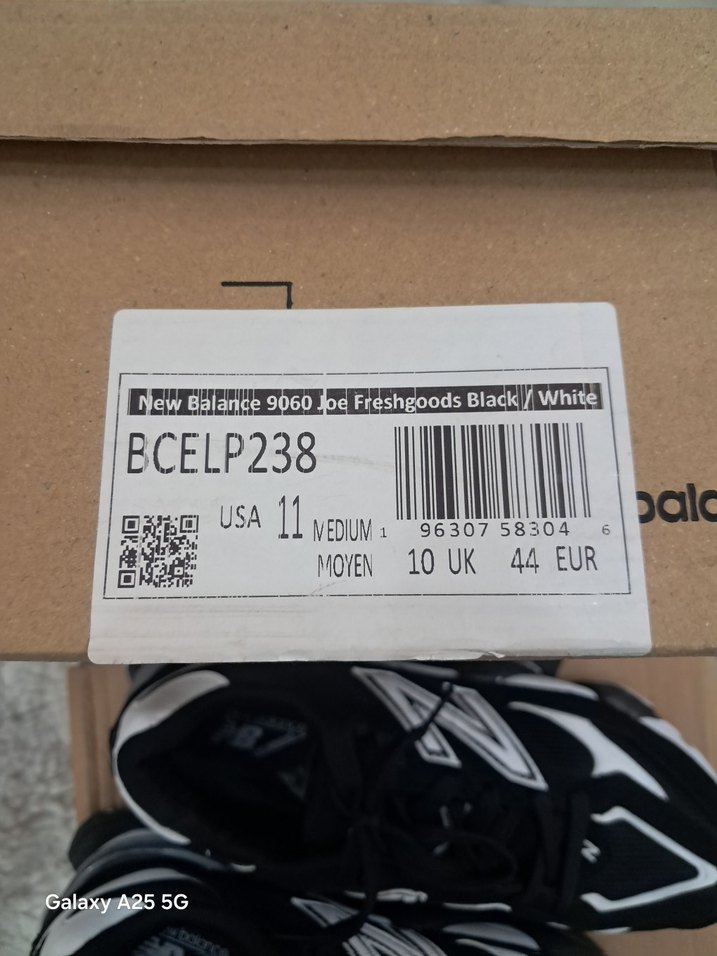 New Balance 9060 Joe Freshgoods Black / White
BCELP238
USA 11 MEDIUM
MOYEN
1 96307 58304 6
10 UK 44 EUR
bala
N
Galaxy A25 5G